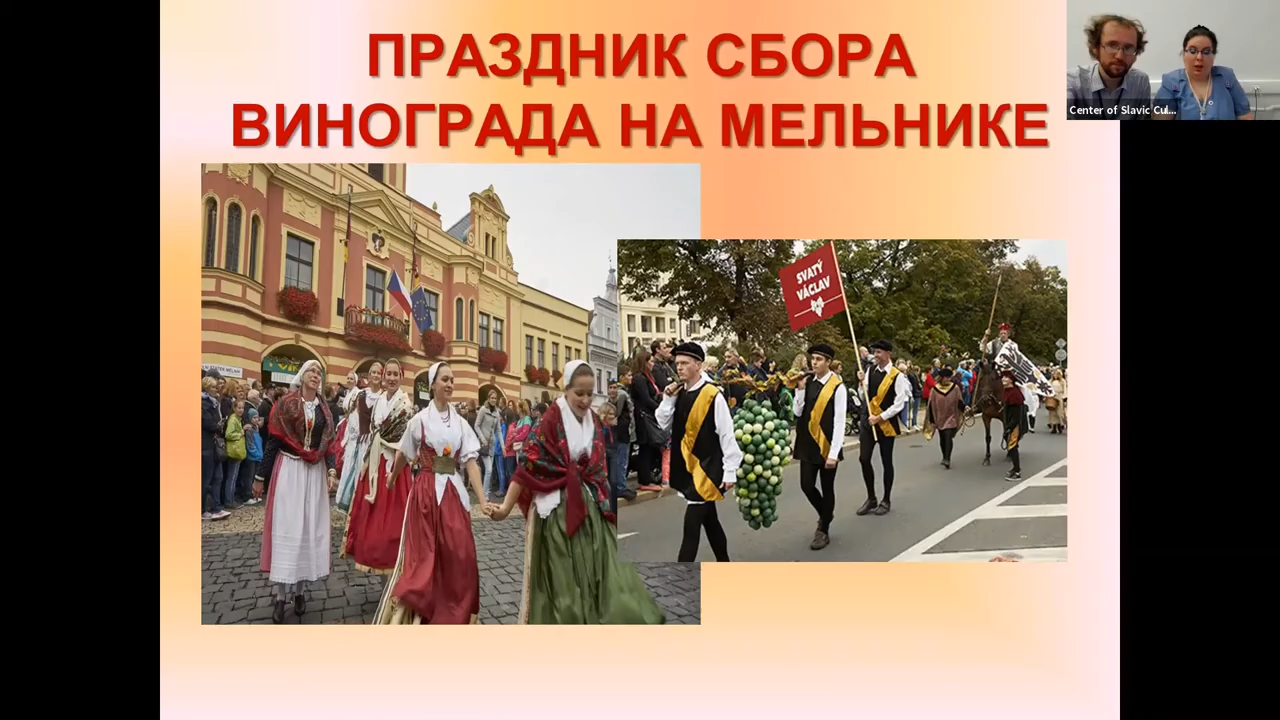 ПРАЗДНИК СБОРА
ВИНОГРАДА НА МЕЛЬНИКЕ
Center of Slavic Cul...
SVATÝ
VÁCLAV